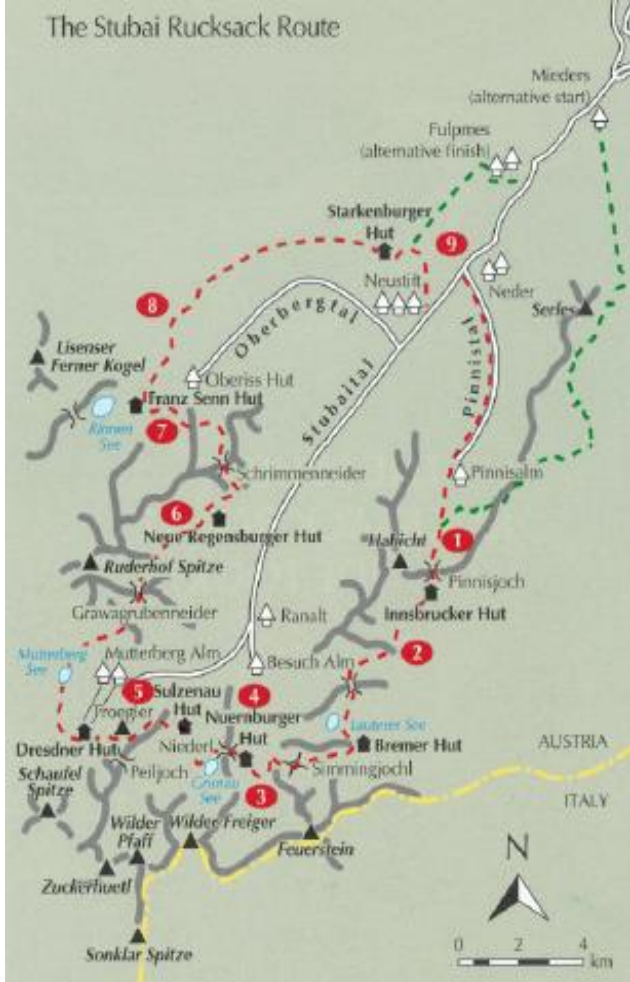 The Stubai Rucksack Route
Mieders
(alternative start)
Fulpmes
(alternative finish)
Starkenburger
Hut
9
Neustift
Neder
Serles
8
Oberbergtal
Pinnistal
Stubaital
Lisenser
Ferner Kogel
Oberiss Hut
Franz Senn Hut
Rinnen
See
7
Schrimmenneider
Pinnisalm
6
Neue Regensburger Hut
1
Habicht
Pinnisjoch
Ruderhof Spitze
Innsbrucker Hut
Grawagrubenneider
Ranalt
Mutterberg
See
Mutterberg Alm
Besuch Alm
2
5
Sulzenau
Hut
4
Nuernburger
Hut
Troegler
Lauterer See
Dresdner Hut
Niederl
Bremer Hut
AUSTRIA
Peiljoch
Simmingjochl
Schaufel
Spitze
Grunau
See
3
ITALY
Wilder
Pfaff
Wilder Freiger
Feuerstein
N
Zuckerhuetl
Sonklar Spitze
0 2 4
km